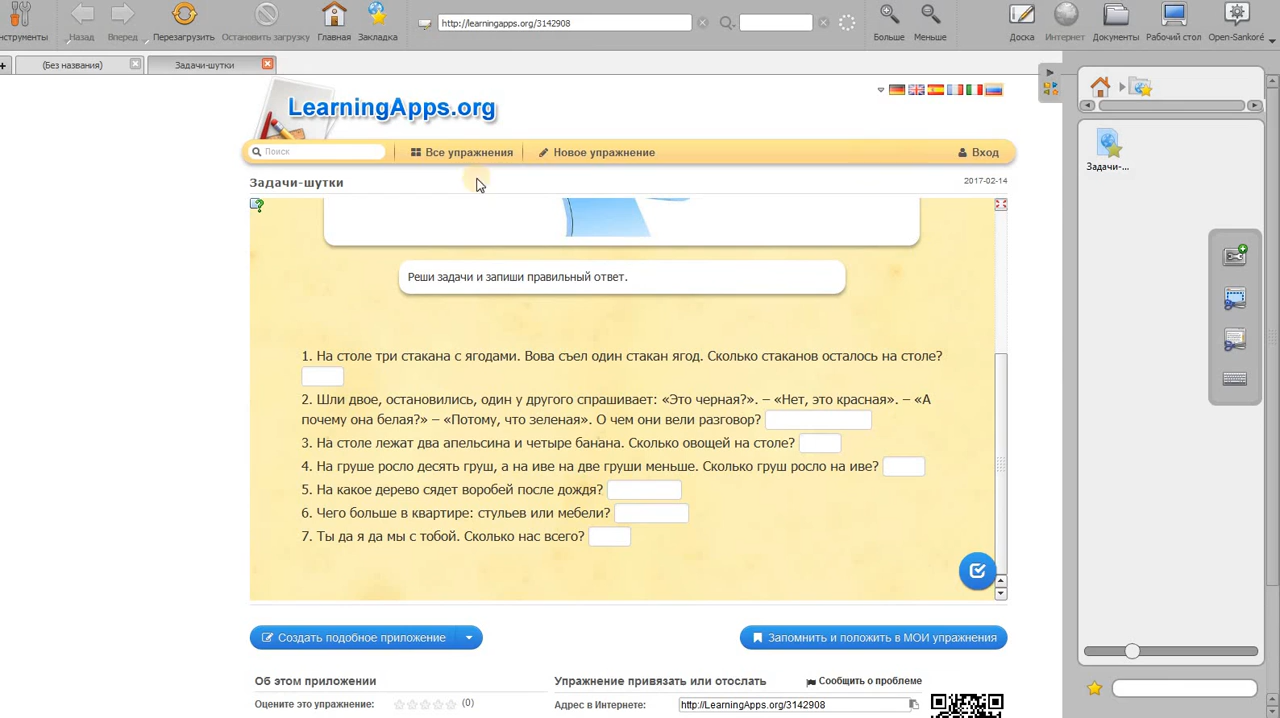 нструменты
Назад
Вперед
Перезагрузить
Остановить загрузку
Главная
Закладка
http://learningapps.org/3142908
Больше
Меньше
Доска
Интернет
Документы
Рабочий стол
Open-Sankoré
(Без названия)
Задачи-шутки
LearningApps.org
Поиск
Все упражнения
Новое упражнение
Вход
Задачи-шутки
2017-02-14
Задачи-...
Реши задачи и запиши правильный ответ.
1. На столе три стакана с ягодами. Вова съел один стакан ягод. Сколько стаканов осталось на столе?
2. Шли двое, остановились, один у другого спрашивает: «Это черная?». – «Нет, это красная». – «А
почему она белая?» – «Потому, что зеленая». О чем они вели разговор?
3. На столе лежат два апельсина и четыре банана. Сколько овощей на столе?
4. На груше росло десять груш, а на иве на две груши меньше. Сколько груш росло на иве?
5. На какое дерево сядет воробей после дождя?
6. Чего больше в квартире: стульев или мебели?
7. Ты да я да мы с тобой. Сколько нас всего?
Создать подобное приложение
Запомнить и положить в МОИ упражнения
Об этом приложении
Упражнение привязать или отослать
Сообщить о проблеме
Оцените это упражнение:
(0)
Адрес в Интернете:
http://LearningApps.org/3142908